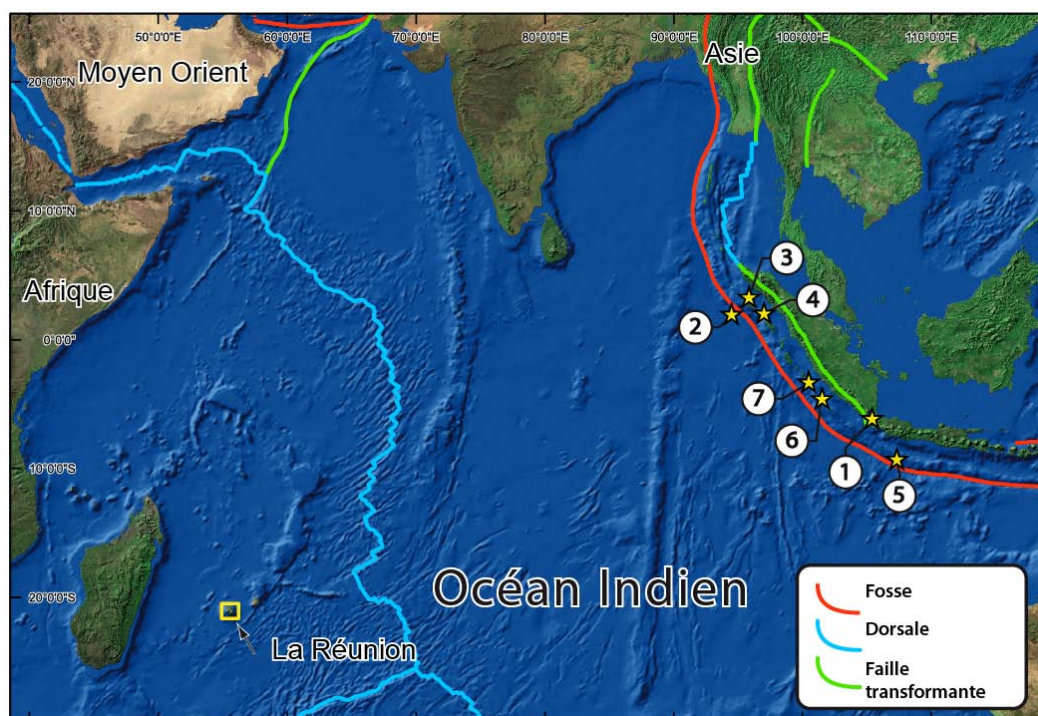 50°0'0"E
60°0'0"E
70°0'0"E
80°0'0"E
90°0'0"E
100°0'0"E
110°0'0"E
Moyen Orient
Asie
20°0'0"N
10°0'0"N
Afrique
0°0'0"
10°0'0"S
20°0'0"S
3
4
2
7
6
1
5
Océan Indien
La Réunion
Fosse
Dorsale
Faille
transformante